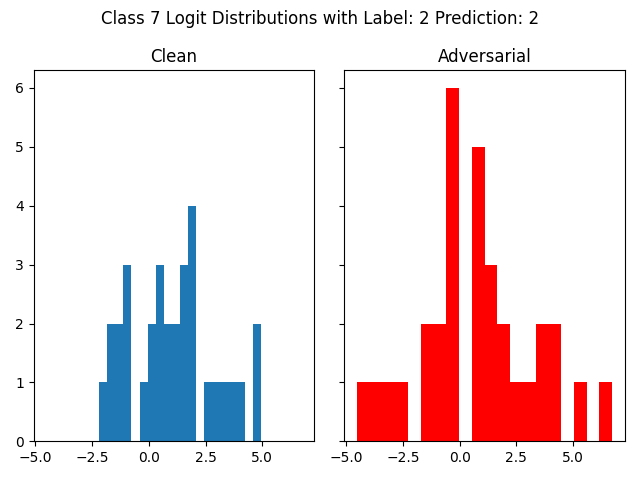 Class 7 Logit Distributions with Label: 2 Prediction: 2
Clean
Adversarial
6
5
4
3
2
1
0
−5.0 −2.5 0.0 2.5 5.0
−5.0 −2.5 0.0 2.5 5.0